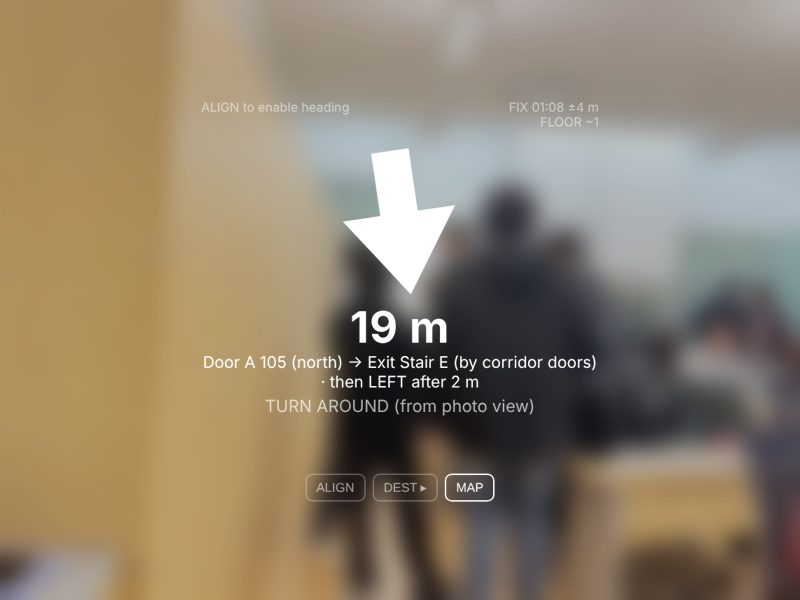 ALIGN to enable heading
FIX 01:08 ±4 m
FLOOR ~1
19 m
Door A 105 (north) → Exit Stair E (by corridor doors)
· then LEFT after 2 m
TURN AROUND (from photo view)
ALIGN
DEST ▸
MAP